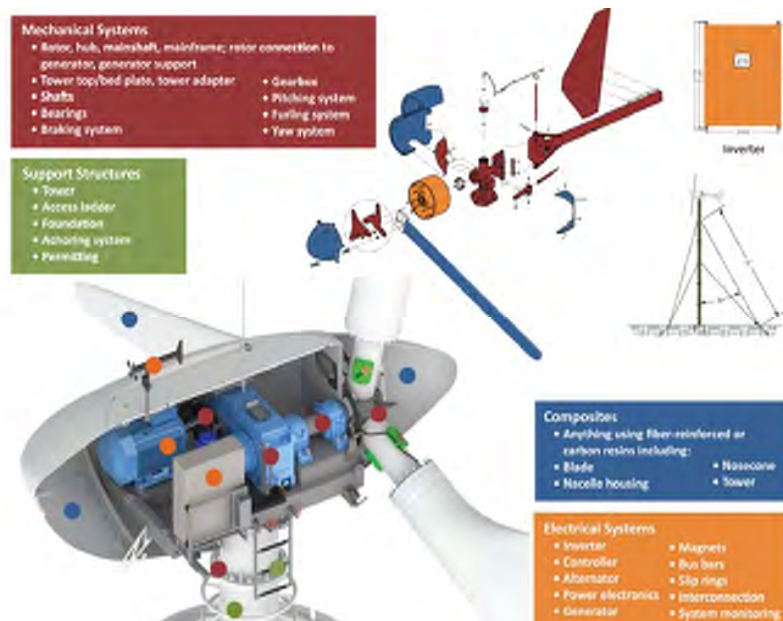 Mechanical Systems
• Rotor, hub, mainshaft, mainframe; rotor connection to
generator, generator support
• Tower top/bed plate, tower adapter
• Shafts
• Bearings
• Braking system
• Gearbox
• Pitching system
• Furling system
• Yaw system
Inverter
Support Structures
• Tower
• Access ladder
• Foundation
• Achoring system
• Permitting
Composites
• Anything using fiber-reinforced or
carbon resins including:
• Blade
• Nacelle housing
• Nosecone
• Tower
Electrical Systems
• Inverter
• Controller
• Alternator
• Power electronics
• Generator
• Magnets
• Bus bars
• Slip rings
• Interconnection
• System monitoring